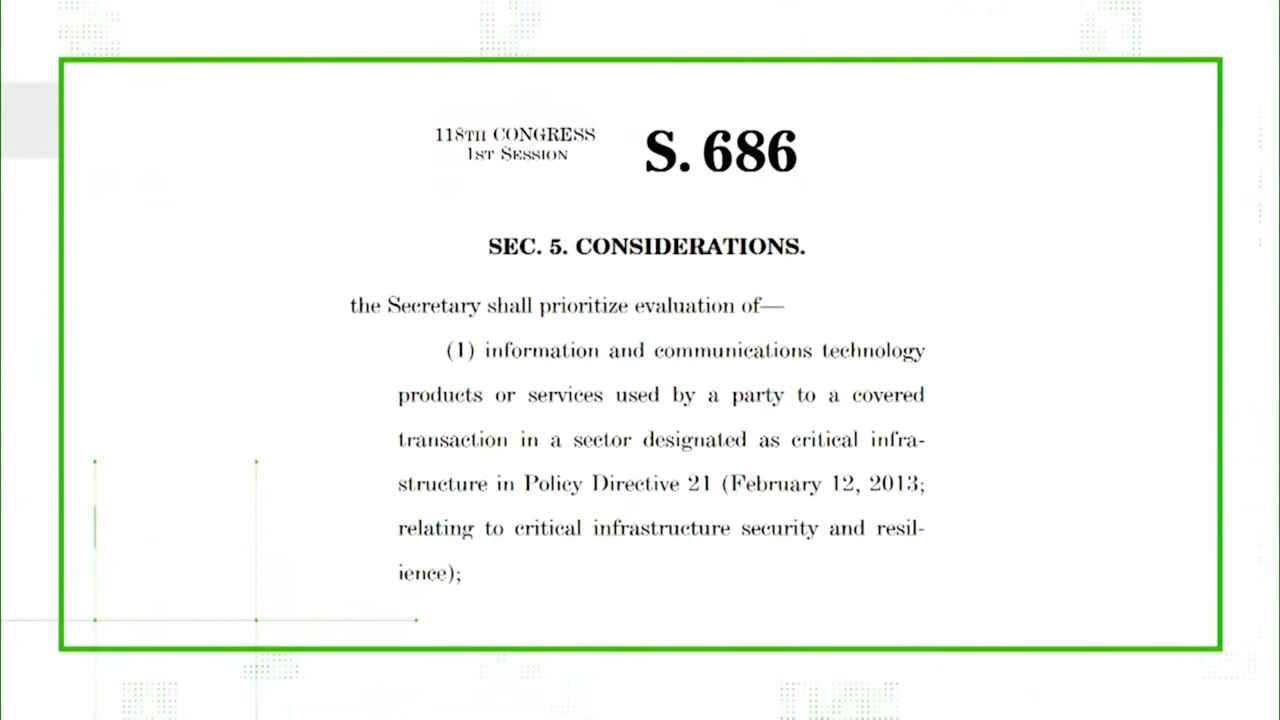 118TH CONGRESS
1ST SESSION
S. 686
SEC. 5. CONSIDERATIONS.
the Secretary shall prioritize evaluation of—
(1) information and communications technology
products or services used by a party to a covered
transaction in a sector designated as critical infra-
structure in Policy Directive 21 (February 12, 2013;
relating to critical infrastructure security and resil-
ience);